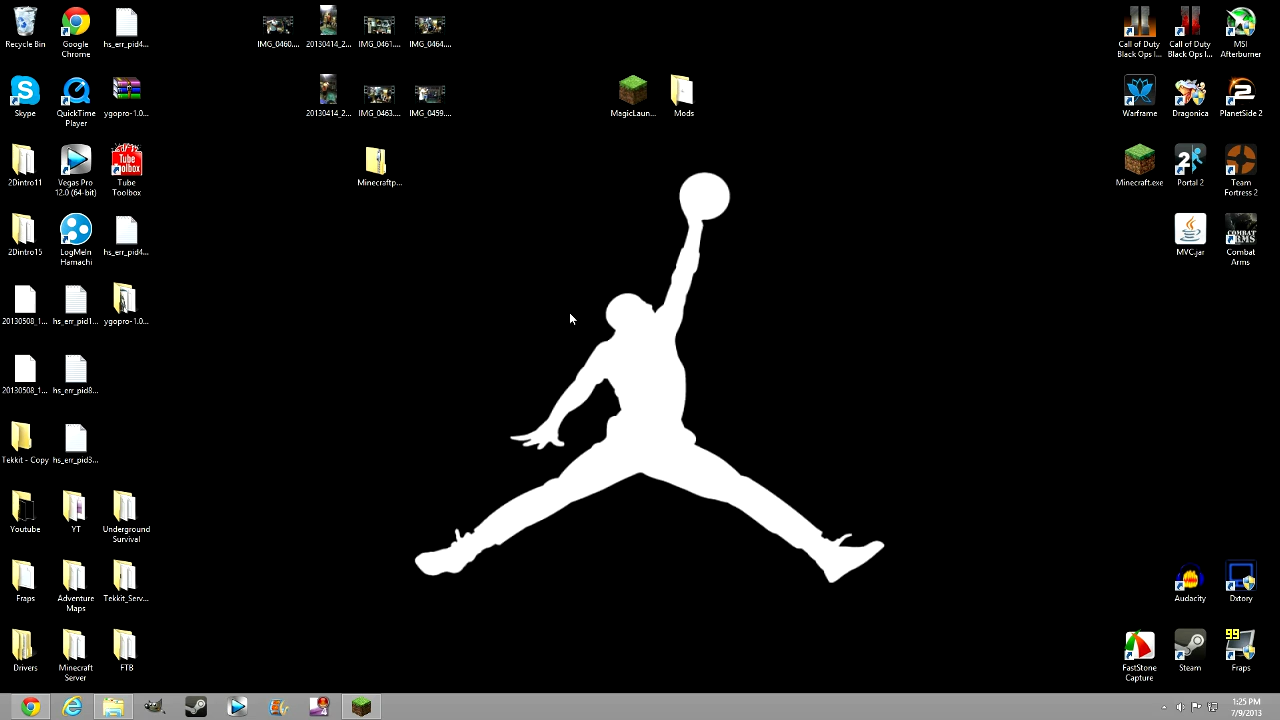 Recycle Bin
Google
Chrome
hs_err_pid4...
IMG_0460....
20130414_2...
IMG_0461....
IMG_0464....
Call of Duty
Black Ops I...
Call of Duty
Black Ops I...
MSI
Afterburner
Skype
QuickTime
Player
ygopro-1.0...
20130414_2...
IMG_0463....
IMG_0459....
MagicLaun...
Mods
Warframe
Dragonica
PlanetSide 2
2Dintro11
Vegas Pro
12.0 (64-bit)
Tube
Toolbox
Tube
Toolbox
Minecraftp...
Minecraft.exe
Portal 2
Team
Fortress 2
2Dintro15
LogMeIn
Hamachi
hs_err_pid4...
MVC.jar
COMBAT
ARMS
Combat
Arms
20130508_1...
hs_err_pid1...
ygopro-1.0...
20130508_1...
hs_err_pid8...
Tekkit - Copy
hs_err_pid3...
Youtube
YT
Underground
Survival
Fraps
Adventure
Maps
Tekkit_Serv...
Audacity
Dxtory
Drivers
Minecraft
Server
FTB
FastStone
Capture
Steam
99
Fraps
1:25 PM
7/9/2013